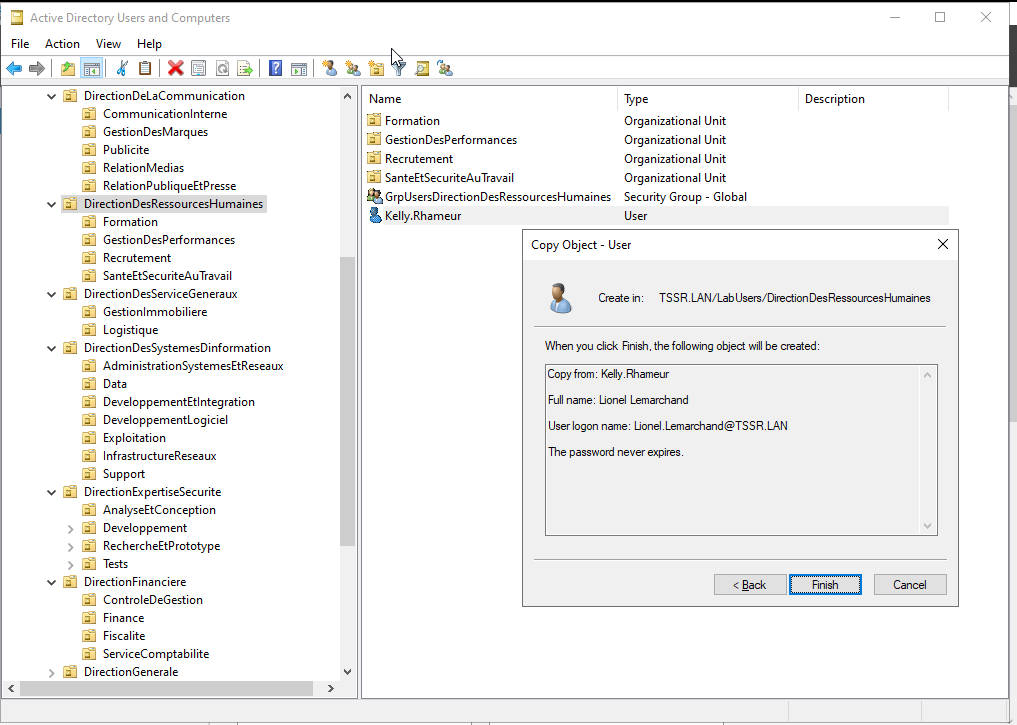 Active Directory Users and Computers
File Action View Help
DirectionDeLaCommunication
CommunicationInterne
GestionDesMarques
Publicite
RelationMedias
RelationPubliqueEtPresse
DirectionDesRessourcesHumaines
Formation
GestionDesPerformances
Recrutement
SanteEtSecuriteAuTravail
DirectionDesServiceGeneraux
GestionImmobiliere
Logistique
DirectionDesSystemesDinformation
AdministrationSystemesEtReseaux
Data
DeveloppementEtIntegration
DeveloppementLogiciel
Exploitation
InfrastructureReseaux
Support
DirectionExpertiseSecurite
AnalyseEtConception
Developpement
RechercheEtPrototype
Tests
DirectionFinanciere
ControleDeGestion
Finance
Fiscalite
ServiceComptabilite
DirectionGenerale
Name Type Description
Formation Organizational Unit
GestionDesPerformances Organizational Unit
Recrutement Organizational Unit
SanteEtSecuriteAuTravail Organizational Unit
GrpUsersDirectionDesRessourcesHumaines Security Group - Global
Kelly.Rhameur User
Copy Object - User
Create in: TSSR.LAN/LabUsers/DirectionDesRessourcesHumaines
When you click Finish, the following object will be created:
Copy from: Kelly.Rhameur
Full name: Lionel Lemarchand
User logon name: Lionel.Lemarchand@TSSR.LAN
The password never expires.
< Back Finish Cancel